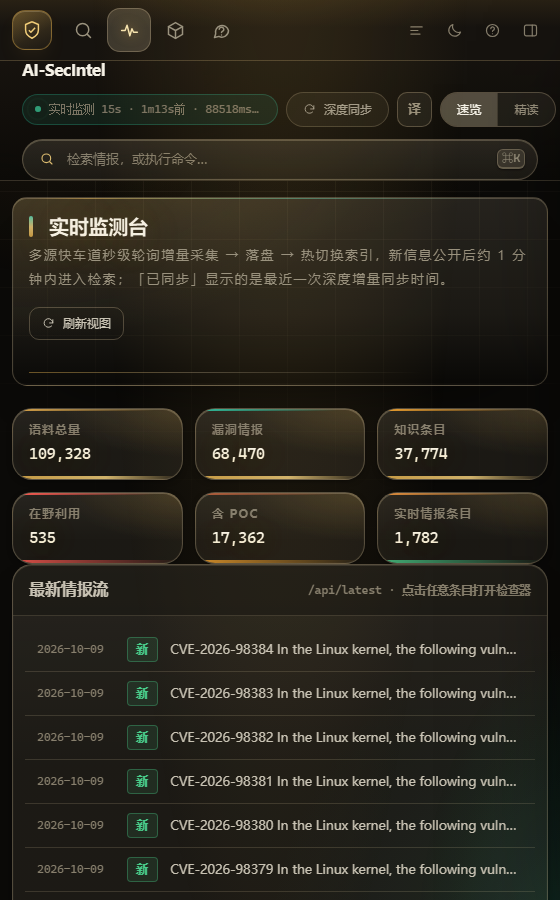 AI-SecIntel
实时监测 15s · 1m13s前 · 88518ms…
深度同步
译
速览
精读
检索情报，或执行命令…
⌘K
实时监测台
多源快车道秒级轮询增量采集 → 落盘 → 热切换索引，新信息公开后约 1 分
钟内进入检索；「已同步」显示的是最近一次深度增量同步时间。
刷新视图
语料总量
109,328
漏洞情报
68,470
知识条目
37,774
在野利用
535
含 POC
17,362
实时情报条目
1,782
最新情报流
/api/latest · 点击任意条目打开检查器
2026-10-09 新 CVE-2026-98384 In the Linux kernel, the following vuln…
2026-10-09 新 CVE-2026-98383 In the Linux kernel, the following vuln…
2026-10-09 新 CVE-2026-98382 In the Linux kernel, the following vuln…
2026-10-09 新 CVE-2026-98381 In the Linux kernel, the following vuln…
2026-10-09 新 CVE-2026-98380 In the Linux kernel, the following vuln…
2026-10-09 新 CVE-2026-98379 In the Linux kernel, the following vuln…